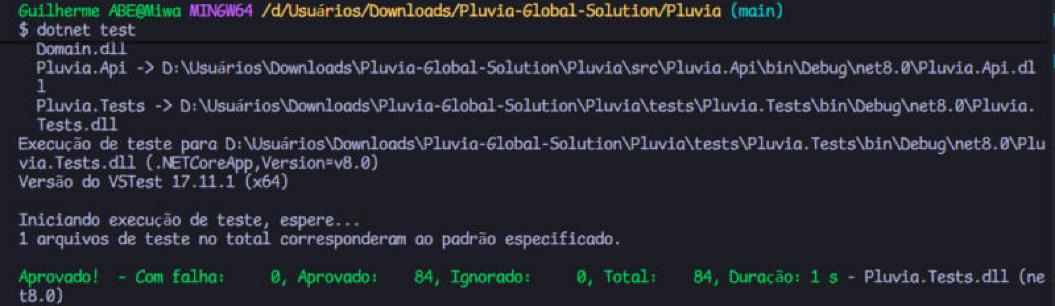 Guilherme ABE@Miwa MINGW64 /d/Usuários/Downloads/Pluvia-Global-Solution/Pluvia (main)
$ dotnet test
Domain.dll
Pluvia.Api -> D:\Usuários\Downloads\Pluvia-Global-Solution\Pluvia\src\Pluvia.Api\bin\Debug\net8.0\Pluvia.Api.dl
l
Pluvia.Tests -> D:\Usuários\Downloads\Pluvia-Global-Solution\Pluvia\tests\Pluvia.Tests\bin\Debug\net8.0\Pluvia.
Tests.dll
Execução de teste para D:\Usuários\Downloads\Pluvia-Global-Solution\Pluvia\tests\Pluvia.Tests\bin\Debug\net8.0\Plu
via.Tests.dll (.NETCoreApp,Version=v8.0)
Versão do VSTest 17.11.1 (x64)
Iniciando execução de teste, espere...
1 arquivos de teste no total corresponderam ao padrão especificado.
Aprovado!  - Com falha:     0, Aprovado:    84, Ignorado:     0, Total:    84, Duração: 1 s - Pluvia.Tests.dll (ne
t8.0)